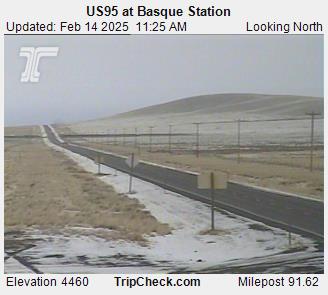 US95 at Basque Station
Updated: Feb 14 2025 11:25 AM Looking North
Elevation 4460 TripCheck.com Milepost 91.62